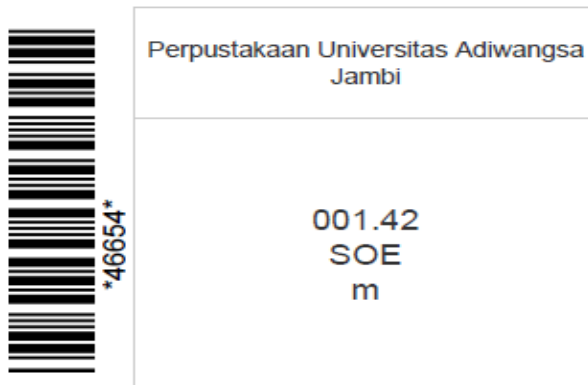 Perpustakaan Universitas Adiwangsa
Jambi
*46654*
001.42
SOE
m